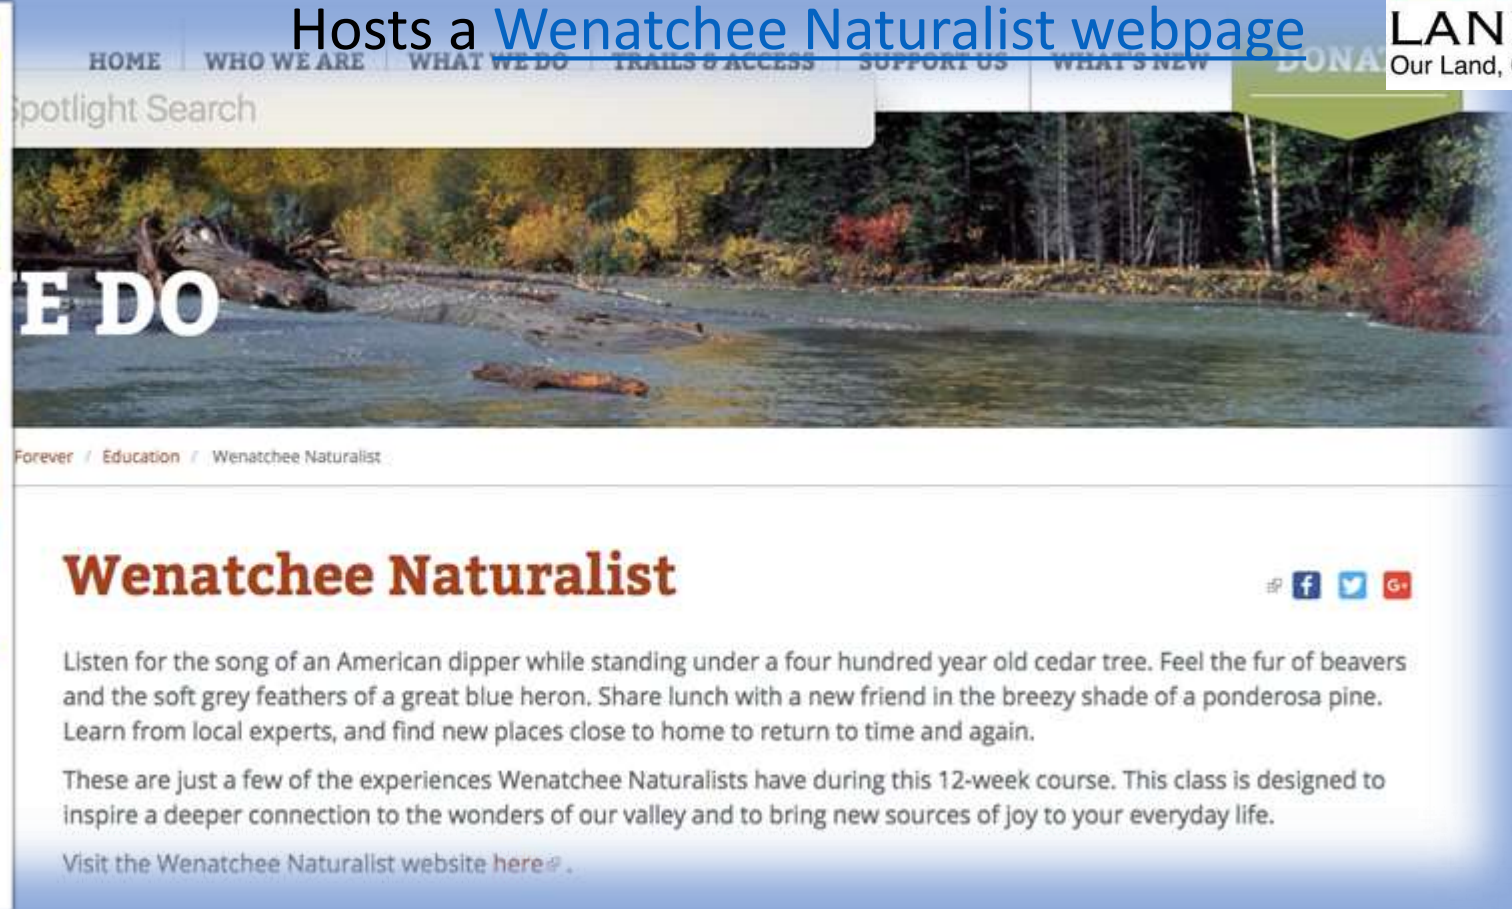 Hosts a Wenatchee Naturalist webpage
LAN
Our Land,
HOME WHO WE ARE WHAT WE DO TRAILS & ACCESS SUPPORT US WHAT'S NEW DONA
Spotlight Search
E DO
Forever / Education / Wenatchee Naturalist
Wenatchee Naturalist
f G+
Listen for the song of an American dipper while standing under a four hundred year old cedar tree. Feel the fur of beavers
and the soft grey feathers of a great blue heron. Share lunch with a new friend in the breezy shade of a ponderosa pine.
Learn from local experts, and find new places close to home to return to time and again.
These are just a few of the experiences Wenatchee Naturalists have during this 12-week course. This class is designed to
inspire a deeper connection to the wonders of our valley and to bring new sources of joy to your everyday life.
Visit the Wenatchee Naturalist website here .